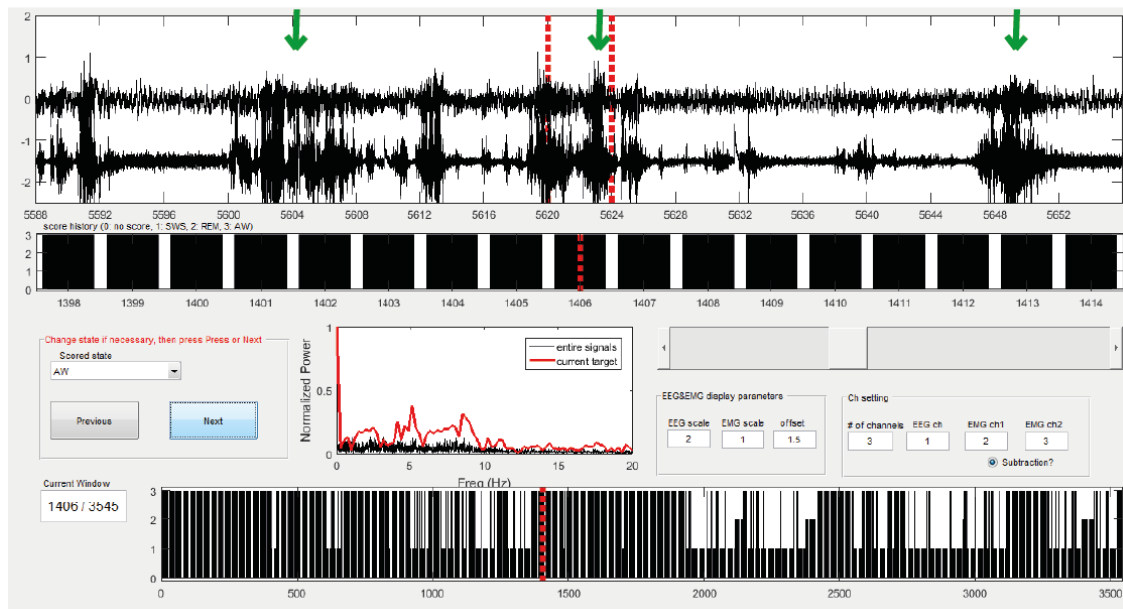 2
1
0
-1
-2
5588 5592 5596 5600 5604 5608 5612 5616 5620 5624 5628 5632 5636 5640 5644 5648 5652
score history (0: no score, 1: SWS, 2: REM, 3: AW)
3
2
1
0
1398 1399 1400 1401 1402 1403 1404 1405 1406 1407 1408 1409 1410 1411 1412 1413 1414
Change state if necessary, then press Press or Next
Scored state
AW
Previous
Next
Normalized Power
1
0.5
0
0 5 10 15 20
Freq (Hz)
entire signals
current target
EEG&EMG display parameters
EEG scale EMG scale offset
2 1 1.5
Ch setting
# of channels EEG ch EMG ch1 EMG ch2
3 1 2 3
Subtraction?
Current Window
1406 / 3545
3
2
1
0
0 500 1000 1500 2000 2500 3000 3500